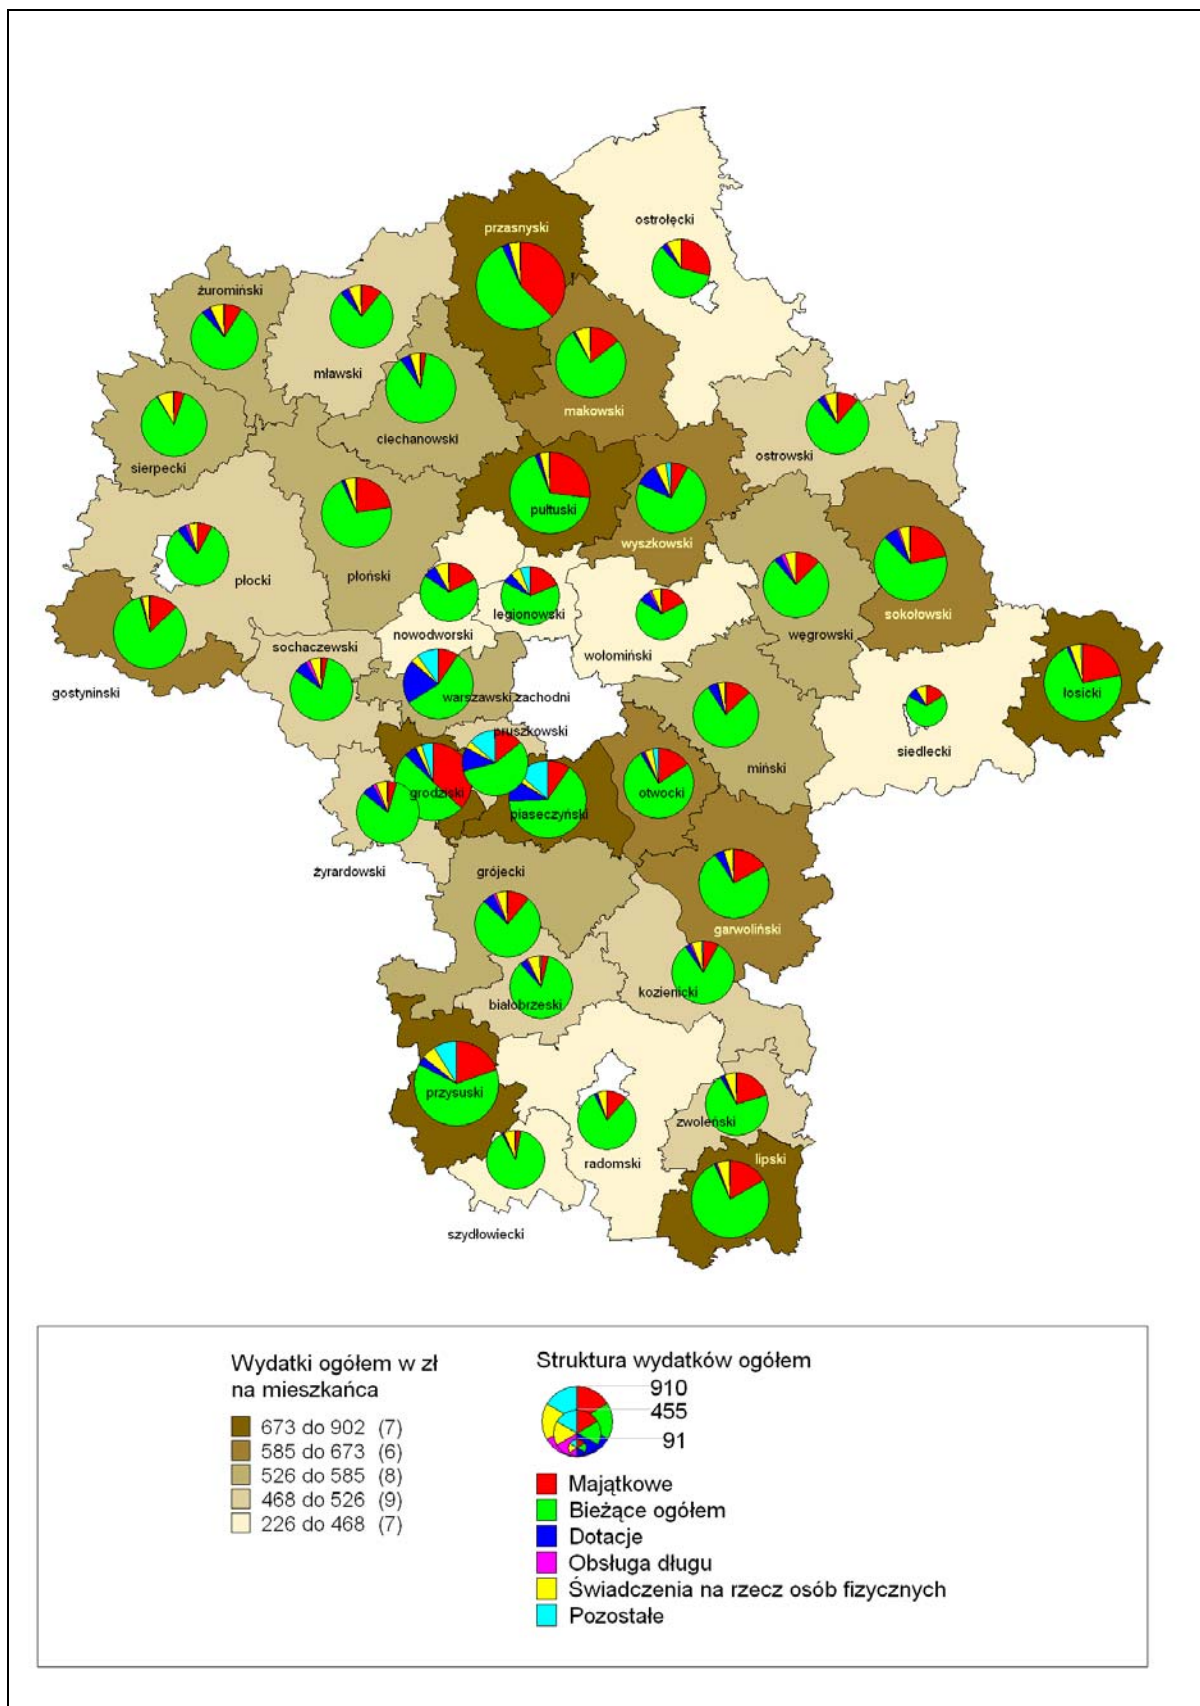 ostrołęcki
przasnyski
żuromiński
mławski
makowski
ciechanowski
ostrowski
sierpecki
pułtuski
wyszkowski
płocki
płoński
legionowski
sokołowski
węgrowski
nowodworski
sochaczewski
wołomiński
gostyninski
warszawski zachodni
łosicki
pruszkowski
siedlecki
miński
grodziski
otwocki
piaseczyński
żyrardowski
grójecki
garwoliński
kozienicki
białobrzeski
przysuski
zwoleński
radomski
lipski
szydłowiecki
Wydatki ogółem w zł
na mieszkańca
673 do 902 (7)
585 do 673 (6)
526 do 585 (8)
468 do 526 (9)
226 do 468 (7)
Struktura wydatków ogółem
910
455
91
Majątkowe
Bieżące ogółem
Dotacje
Obsługa długu
Świadczenia na rzecz osób fizycznych
Pozostałe